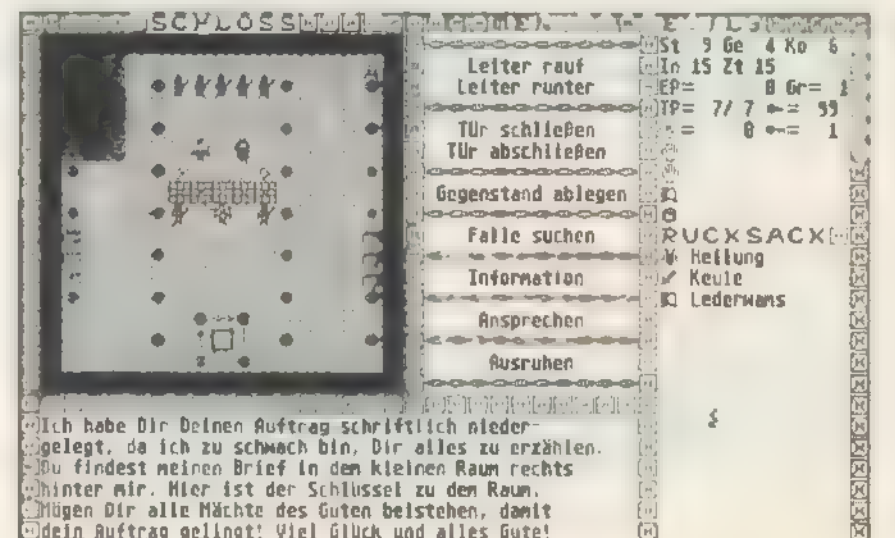 SCHLOSS
Leiter rauf
Leiter runter
Tür schließen
Tür abschließen
Gegenstand ablegen
Falle suchen
Information
Ansprechen
Ausruhen
St 9 Ge 4 Ko 6
In 15 Zt 15
EP= 0 Gr= 1
TP= 7/ 7 = 99
= 0 = 1
RUCKSACK
Heilung
Keule
Lederwams
Ich habe Dir Deinen Auftrag schriftlich nieder-
gelegt, da ich zu schwach bin, Dir alles zu erzählen.
Du findest meinen Brief in dem kleinen Raum rechts
hinter mir. Hier ist der Schlüssel zu dem Raum.
Mögen Dir alle Mächte des Guten beistehen, damit
dein Auftrag gelingt! Viel Glück und alles Gute!